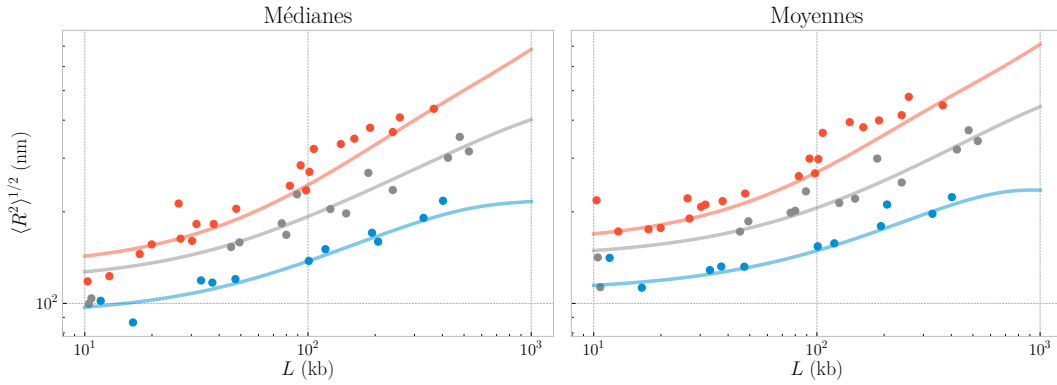 Médianes
Moyennes
⟨R²⟩^{1/2} (nm)
10²
10¹
10²
10³
L (kb)
10¹
10²
10³
L (kb)